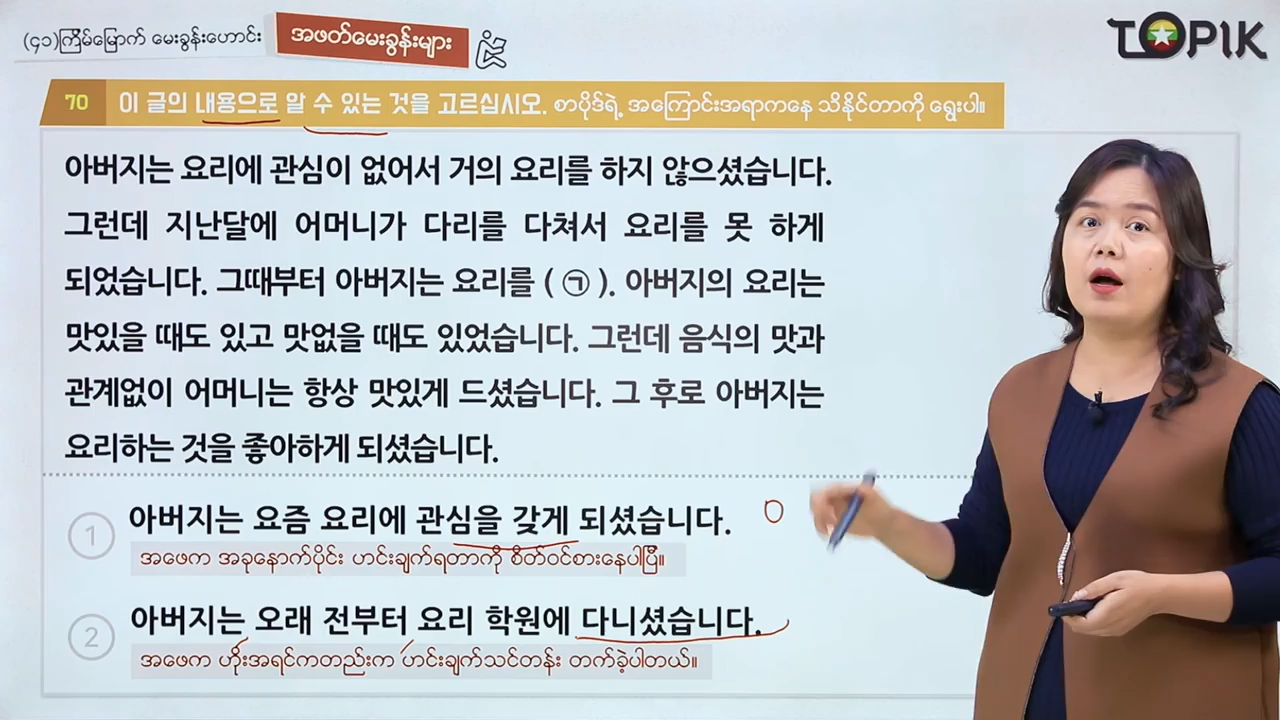 (၄၁)ကြိမ်မြောက် မေးခွန်းဟောင်း
အဖတ်မေးခွန်းများ
TOPIK
70 이 글의 내용으로 알 수 있는 것을 고르십시오. စာပိုဒ်ရဲ့ အကြောင်းအရာကနေ သိနိုင်တာကို ရွေးပါ။
아버지는 요리에 관심이 없어서 거의 요리를 하지 않으셨습니다.
그런데 지난달에 어머니가 다리를 다쳐서 요리를 못 하게
되었습니다. 그때부터 아버지는 요리를 ( ㉠ ). 아버지의 요리는
맛있을 때도 있고 맛없을 때도 있었습니다. 그런데 음식의 맛과
관계없이 어머니는 항상 맛있게 드셨습니다. 그 후로 아버지는
요리하는 것을 좋아하게 되셨습니다.
① 아버지는 요즘 요리에 관심을 갖게 되셨습니다.
အဖေက အခုနောက်ပိုင်း ဟင်းချက်ရတာကို စိတ်ဝင်စားနေပါပြီ။
② 아버지는 오래 전부터 요리 학원에 다니셨습니다.
အဖေက ဟိုးအရင်ကတည်းက ဟင်းချက်သင်တန်း တက်ခဲ့ပါတယ်။